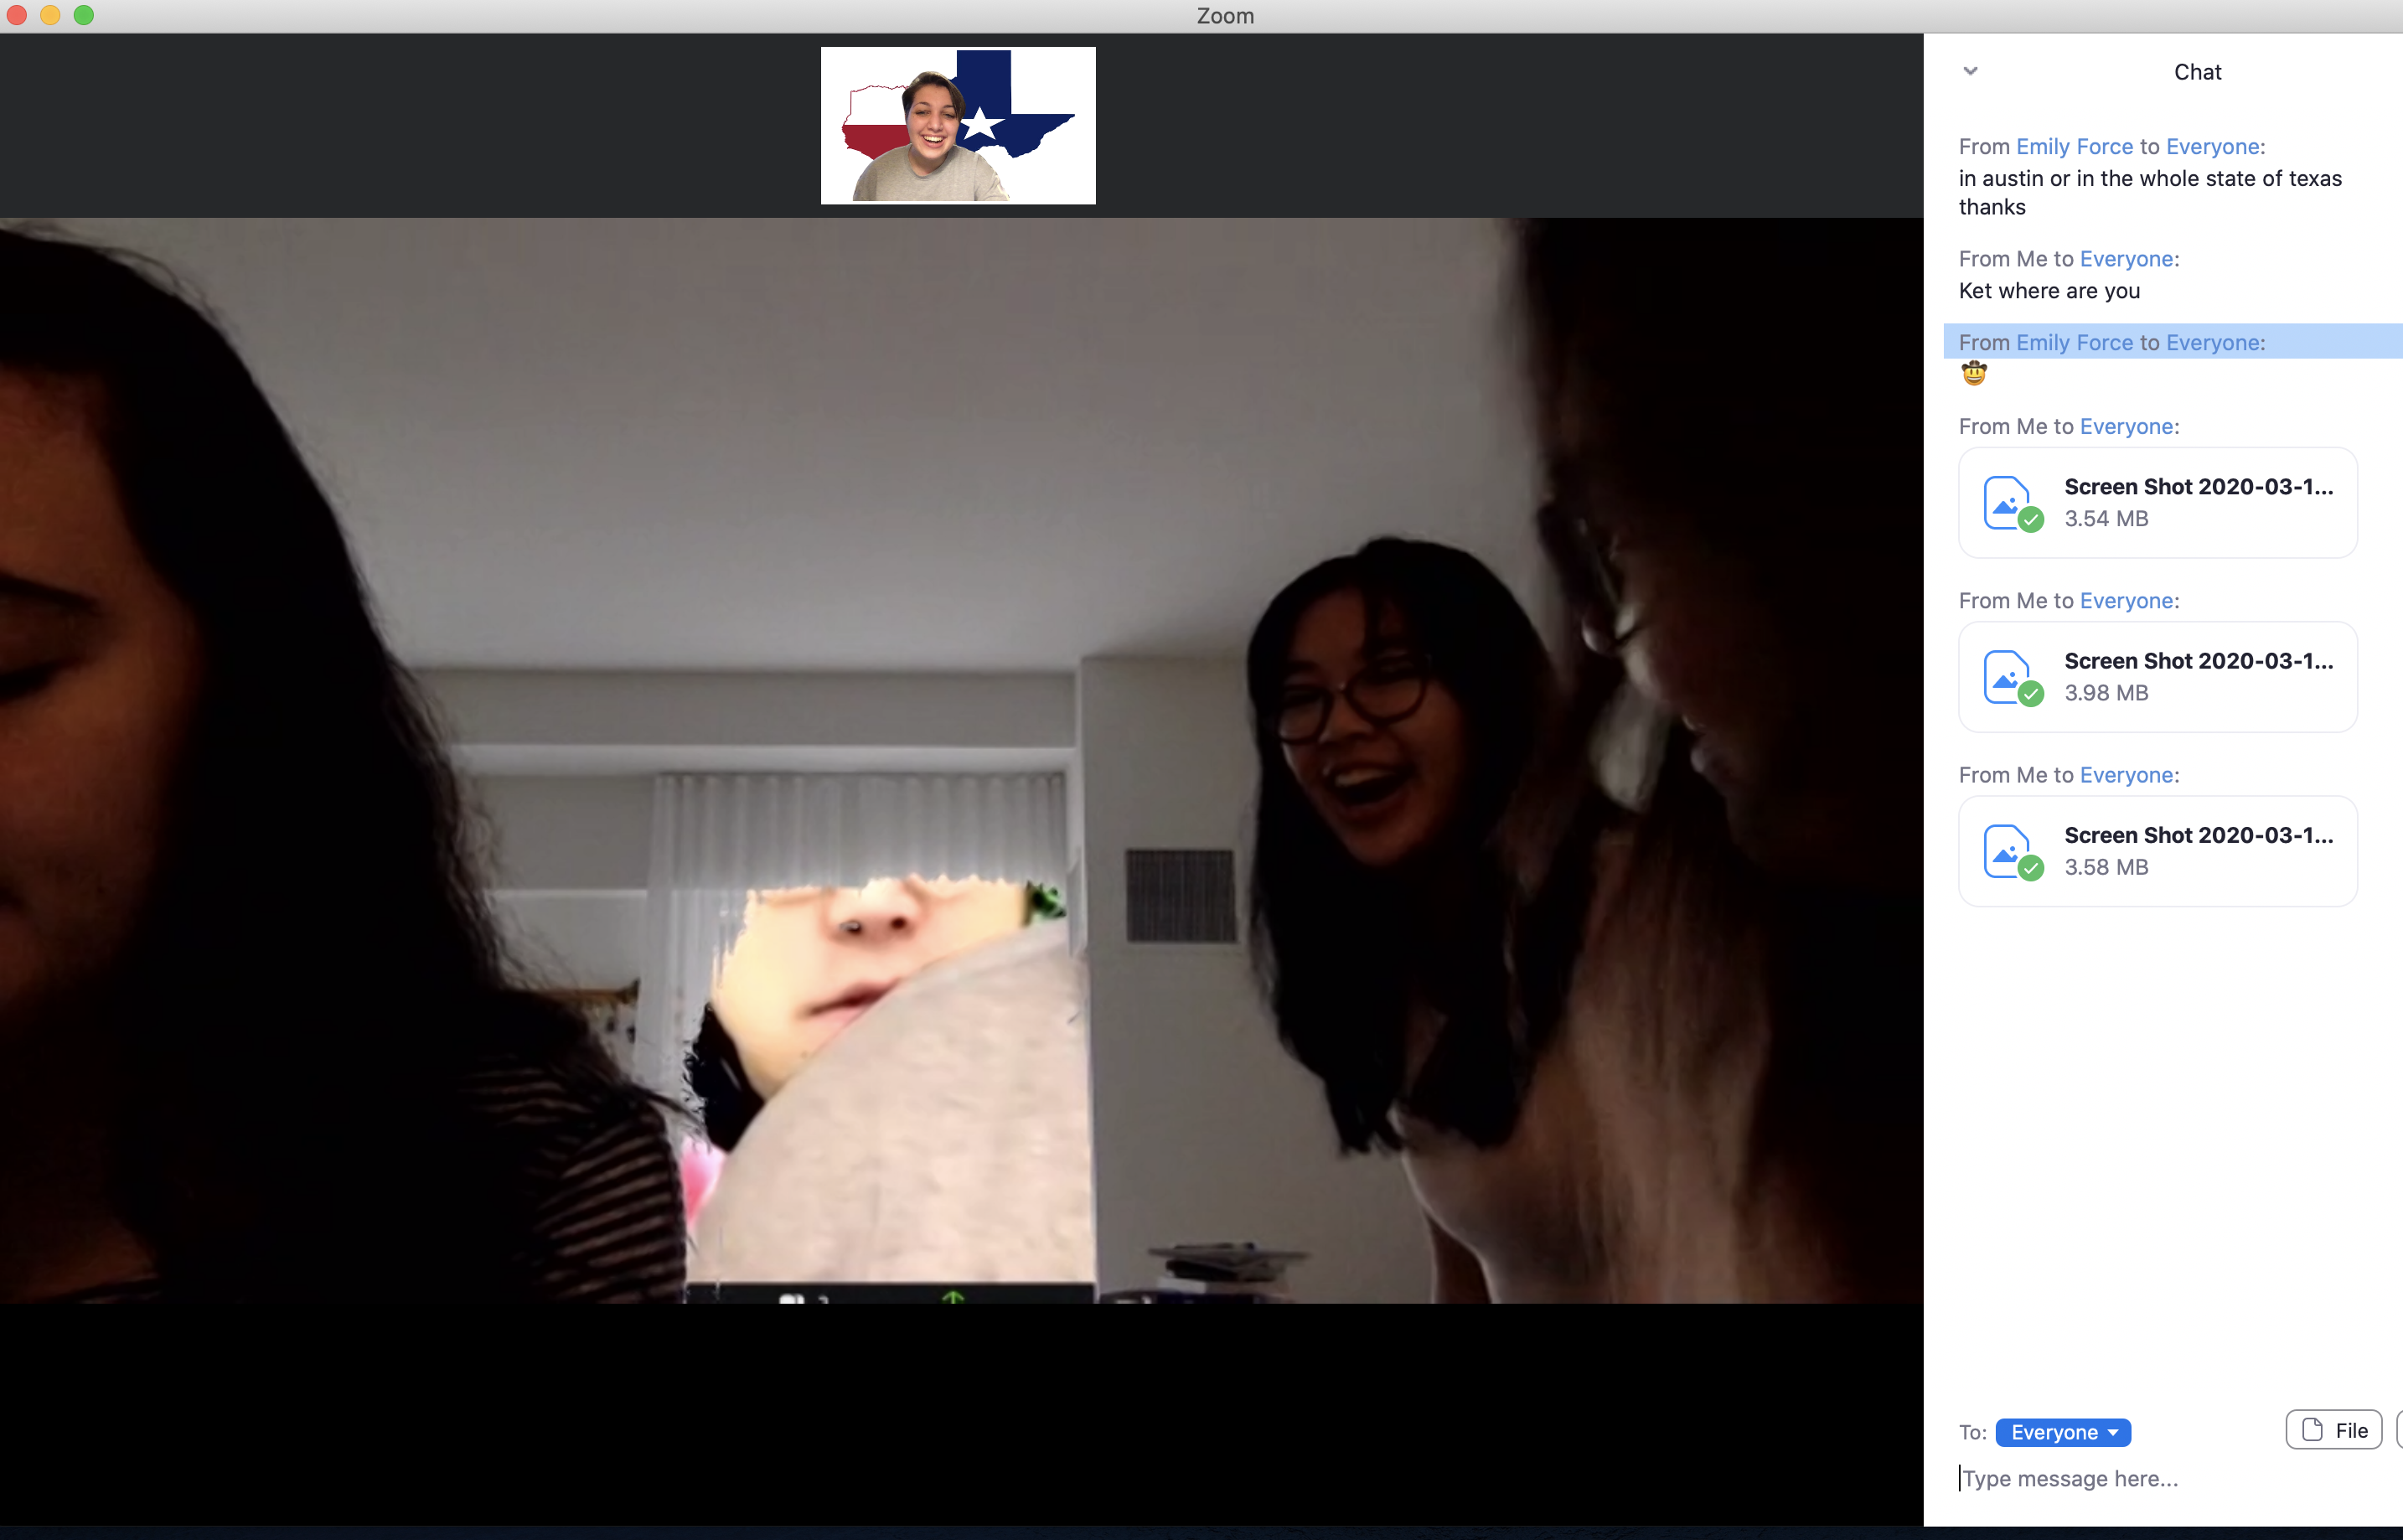 Zoom
Chat
From Emily Force to Everyone:
in austin or in the whole state of texas
thanks
From Me to Everyone:
Ket where are you
From Emily Force to Everyone:
🤠
From Me to Everyone:
Screen Shot 2020-03-1...
3.54 MB
From Me to Everyone:
Screen Shot 2020-03-1...
3.98 MB
From Me to Everyone:
Screen Shot 2020-03-1...
3.58 MB
To: Everyone
File
Type message here...